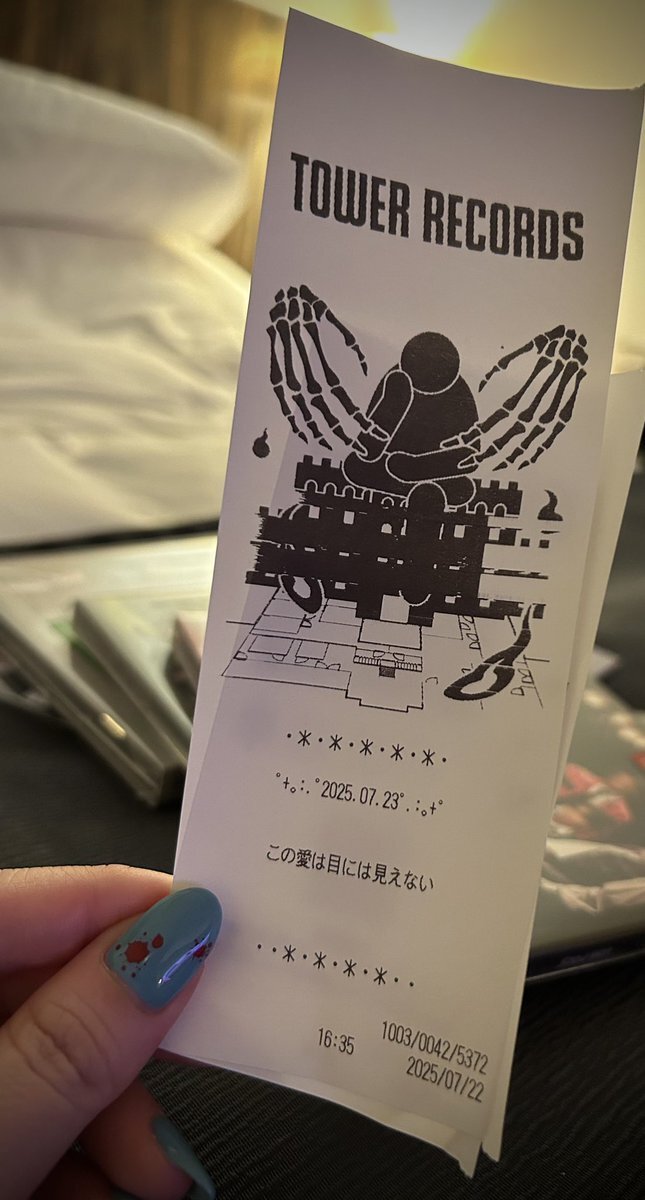 TOWER RECORDS
・＊・＊・＊・＊・＊・
ﾟ+｡:.ﾟ2025.07.23ﾟ.:｡+ﾟ
この愛は目には見えない
・・＊・＊・＊・＊・・
16:35 1003/0042/5372
2025/07/22